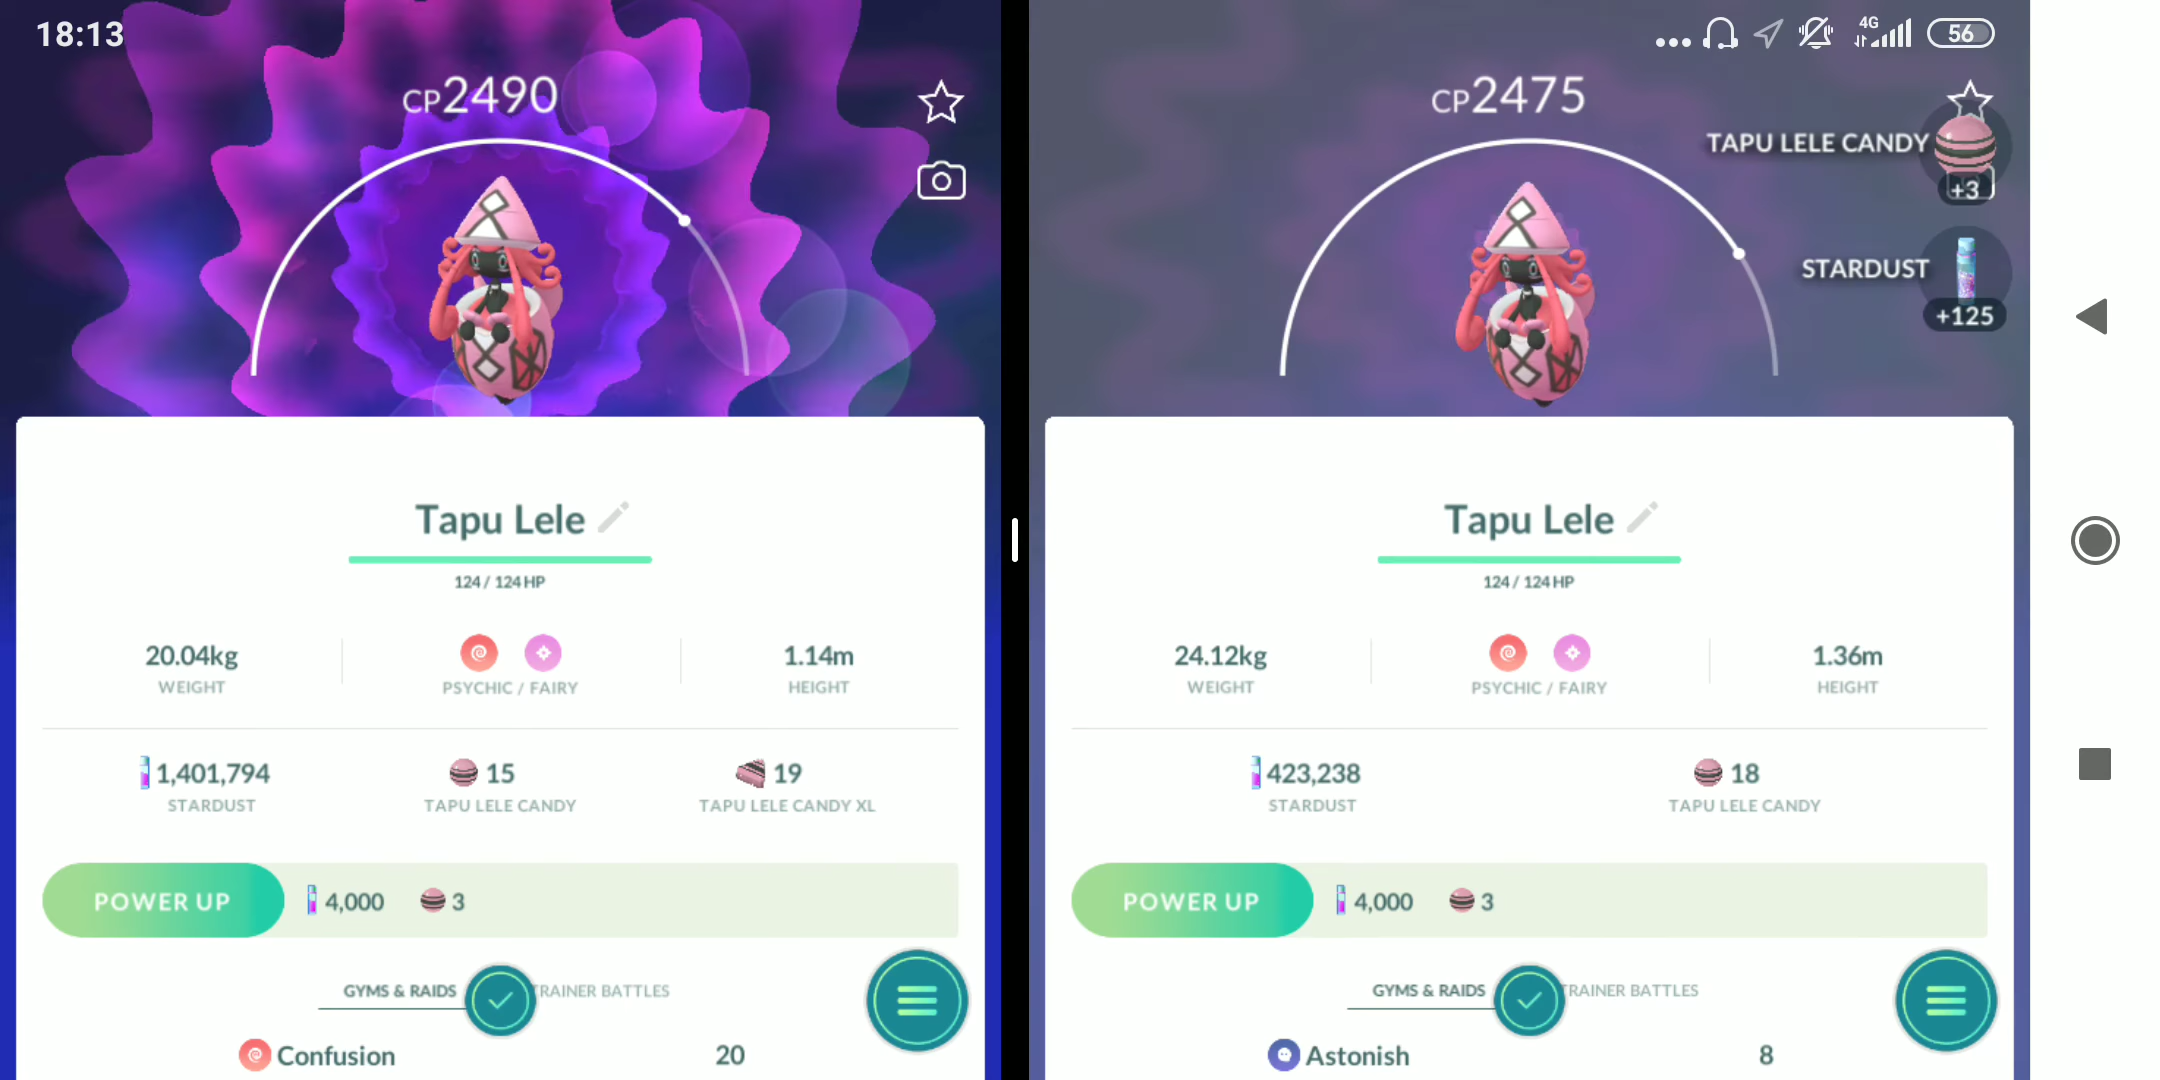 18:13
4G
56
CP2490
Tapu Lele
124 / 124 HP
20.04kg
WEIGHT
PSYCHIC / FAIRY
1.14m
HEIGHT
1,401,794
STARDUST
15
TAPU LELE CANDY
19
TAPU LELE CANDY XL
POWER UP
4,000
3
GYMS & RAIDS
TRAINER BATTLES
Confusion
20
CP2475
TAPU LELE CANDY
+3
STARDUST
+125
Tapu Lele
124 / 124 HP
24.12kg
WEIGHT
PSYCHIC / FAIRY
1.36m
HEIGHT
423,238
STARDUST
18
TAPU LELE CANDY
POWER UP
4,000
3
GYMS & RAIDS
TRAINER BATTLES
Astonish
8